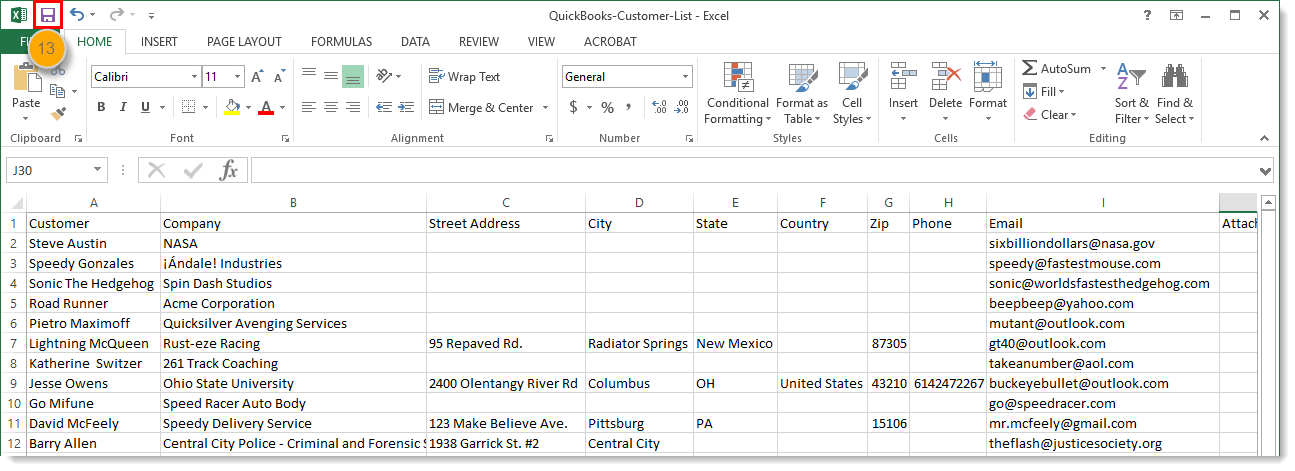 QuickBooks-Customer-List - Excel
13
HOME INSERT PAGE LAYOUT FORMULAS DATA REVIEW VIEW ACROBAT
Calibri 11 Wrap Text General AutoSum
Paste B I U Merge & Center $ % , Conditional Formatting Format as Table Cell Styles Insert Delete Format Fill Sort & Filter Find & Select
Clear
Clipboard Font Alignment Number Styles Cells Editing
J30 fx
A B C D E F G H I
1 Customer Company Street Address City State Country Zip Phone Email Attach
2 Steve Austin NASA sixbilliondollars@nasa.gov
3 Speedy Gonzales ¡Ándale! Industries speedy@fastestmouse.com
4 Sonic The Hedgehog Spin Dash Studios sonic@worldsfastesthedgehog.com
5 Road Runner Acme Corporation beepbeep@yahoo.com
6 Pietro Maximoff Quicksilver Avenging Services mutant@outlook.com
7 Lightning McQueen Rust-eze Racing 95 Repaved Rd. Radiator Springs New Mexico 87305 gt40@outlook.com
8 Katherine  Switzer 261 Track Coaching takeanumber@aol.com
9 Jesse Owens Ohio State University 2400 Olentangy River Rd Columbus OH United States 43210 6142472267 buckeyebullet@outlook.com
10 Go Mifune Speed Racer Auto Body go@speedracer.com
11 David McFeely Speedy Delivery Service 123 Make Believe Ave. Pittsburg PA 15106 mr.mcfeely@gmail.com
12 Barry Allen Central City Police - Criminal and Forensic S 1938 Garrick St. #2 Central City theflash@justicesociety.org